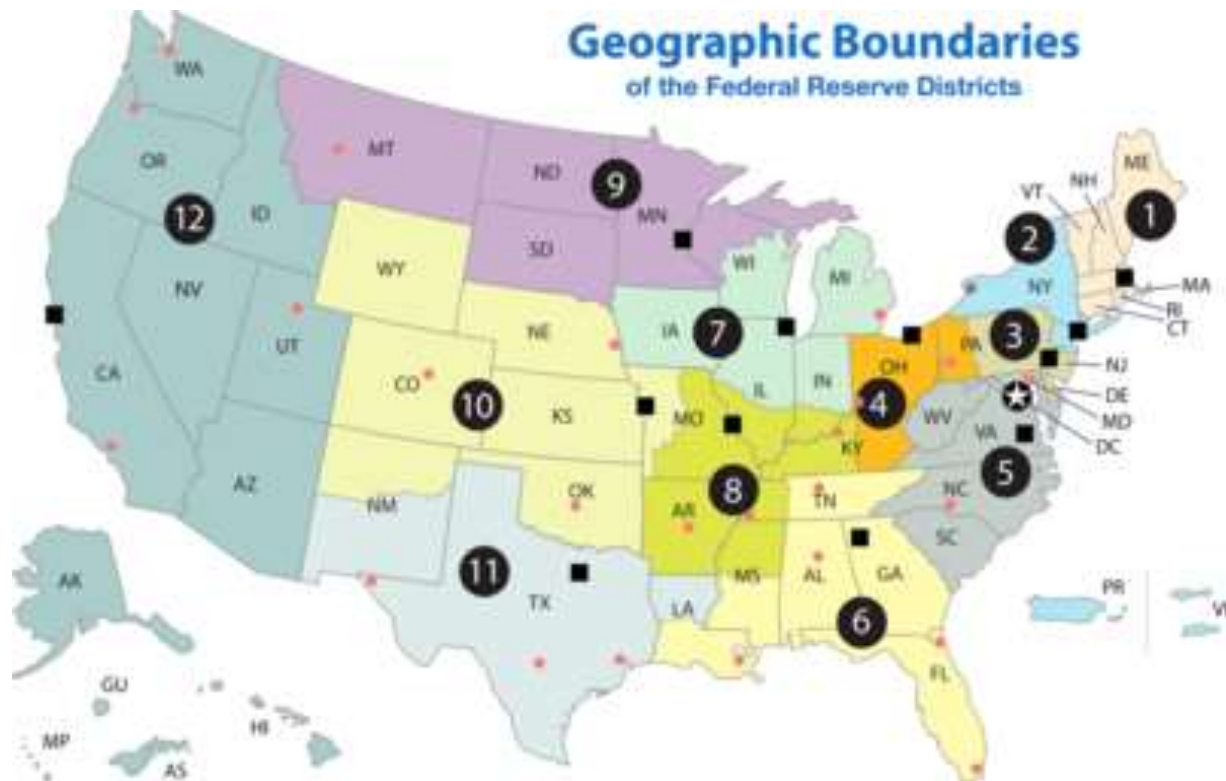 Geographic Boundaries
of the Federal Reserve Districts
WA
MT
ND
9
MN
ME
NH
VT
1
OR
12
ID
SD
WI
MI
2
NY
MA
RI
CT
WY
NV
IA
7
3
PA
NJ
NE
UT
CO
10
KS
CA
IL
IN
OH
4
DE
MD
DC
WV
VA
MO
KY
5
AZ
NM
OK
8
AR
TN
NC
SC
11
TX
MS
AL
GA
LA
6
FL
AK
PR
VI
GU
HI
MP
AS